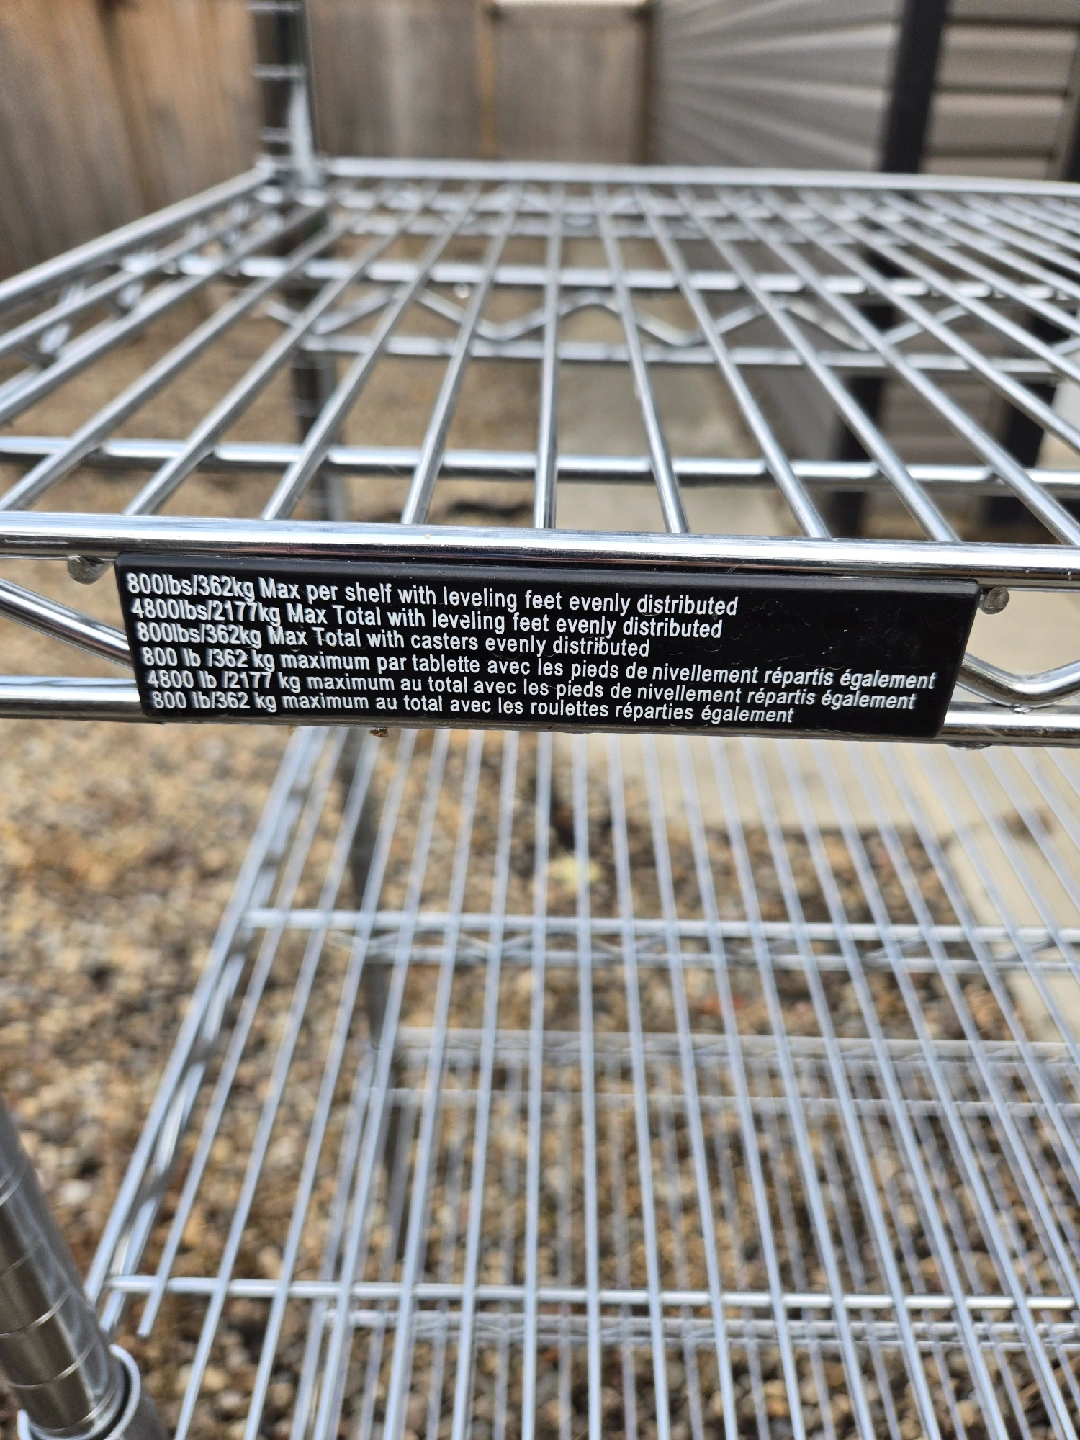 800lbs/362kg Max per shelf with leveling feet evenly distributed
4800lbs/2177kg Max Total with leveling feet evenly distributed
800lbs/362kg Max Total with casters evenly distributed
800 lb /362 kg maximum par tablette avec les pieds de nivellement répartis également
4800 lb /2177 kg maximum au total avec les pieds de nivellement répartis également
800 lb/362 kg maximum au total avec les roulettes réparties également